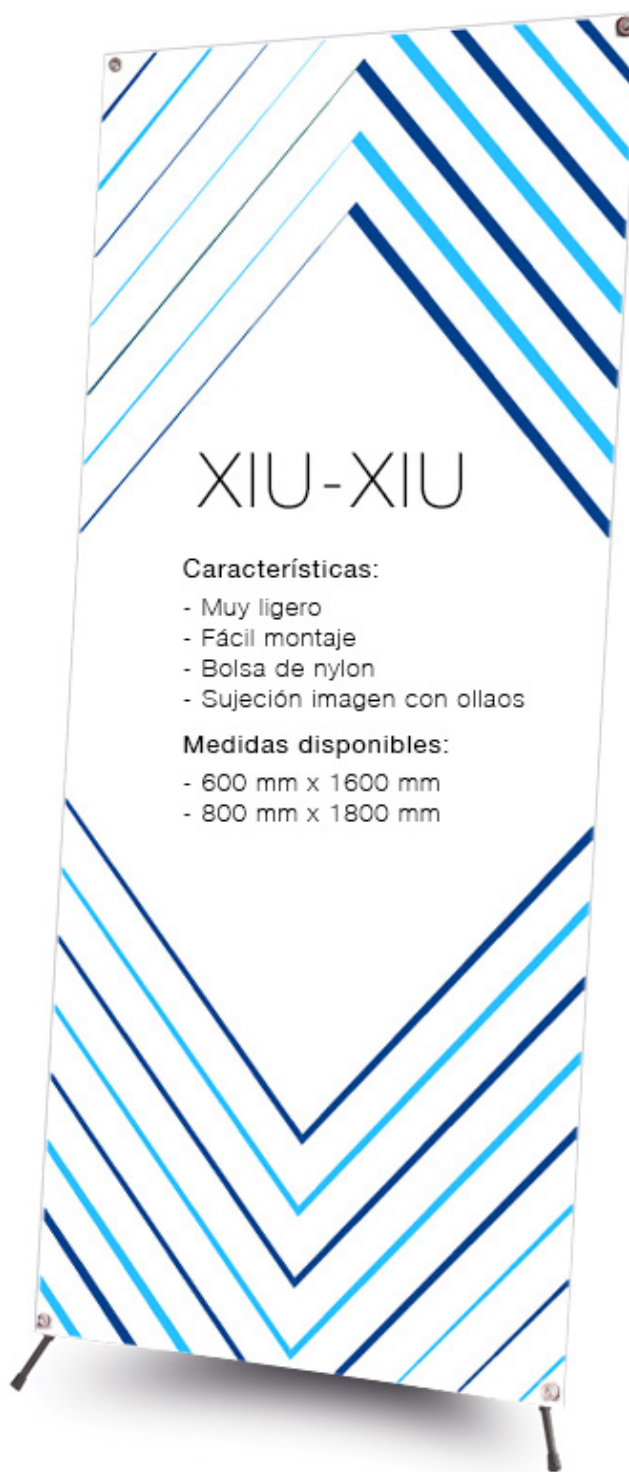 XIU-XIU
Características:
- Muy ligero
- Fácil montaje
- Bolsa de nylon
- Sujeción imagen con ollaos
Medidas disponibles:
- 600 mm x 1600 mm
- 800 mm x 1800 mm